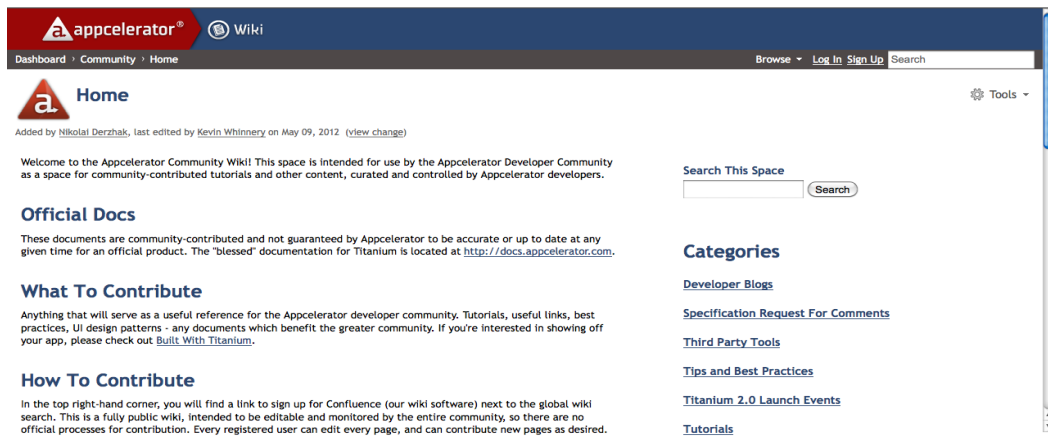 appcelerator® Wiki
Dashboard › Community › Home
Browse Log In Sign Up Search
Home
Tools
Added by Nikolai Derzhak, last edited by Kevin Whinnery on May 09, 2012 (view change)
Welcome to the Appcelerator Community Wiki! This space is intended for use by the Appcelerator Developer Community
as a space for community-contributed tutorials and other content, curated and controlled by Appcelerator developers.
Official Docs
These documents are community-contributed and not guaranteed by Appcelerator to be accurate or up to date at any
given time for an official product. The "blessed" documentation for Titanium is located at http://docs.appcelerator.com.
What To Contribute
Anything that will serve as a useful reference for the Appcelerator developer community. Tutorials, useful links, best
practices, UI design patterns - any documents which benefit the greater community. If you're interested in showing off
your app, please check out Built With Titanium.
How To Contribute
In the top right-hand corner, you will find a link to sign up for Confluence (our wiki software) next to the global wiki
search. This is a fully public wiki, intended to be editable and monitored by the entire community, so there are no
official processes for contribution. Every registered user can edit every page, and can contribute new pages as desired.
Search This Space
Search
Categories
Developer Blogs
Specification Request For Comments
Third Party Tools
Tips and Best Practices
Titanium 2.0 Launch Events
Tutorials